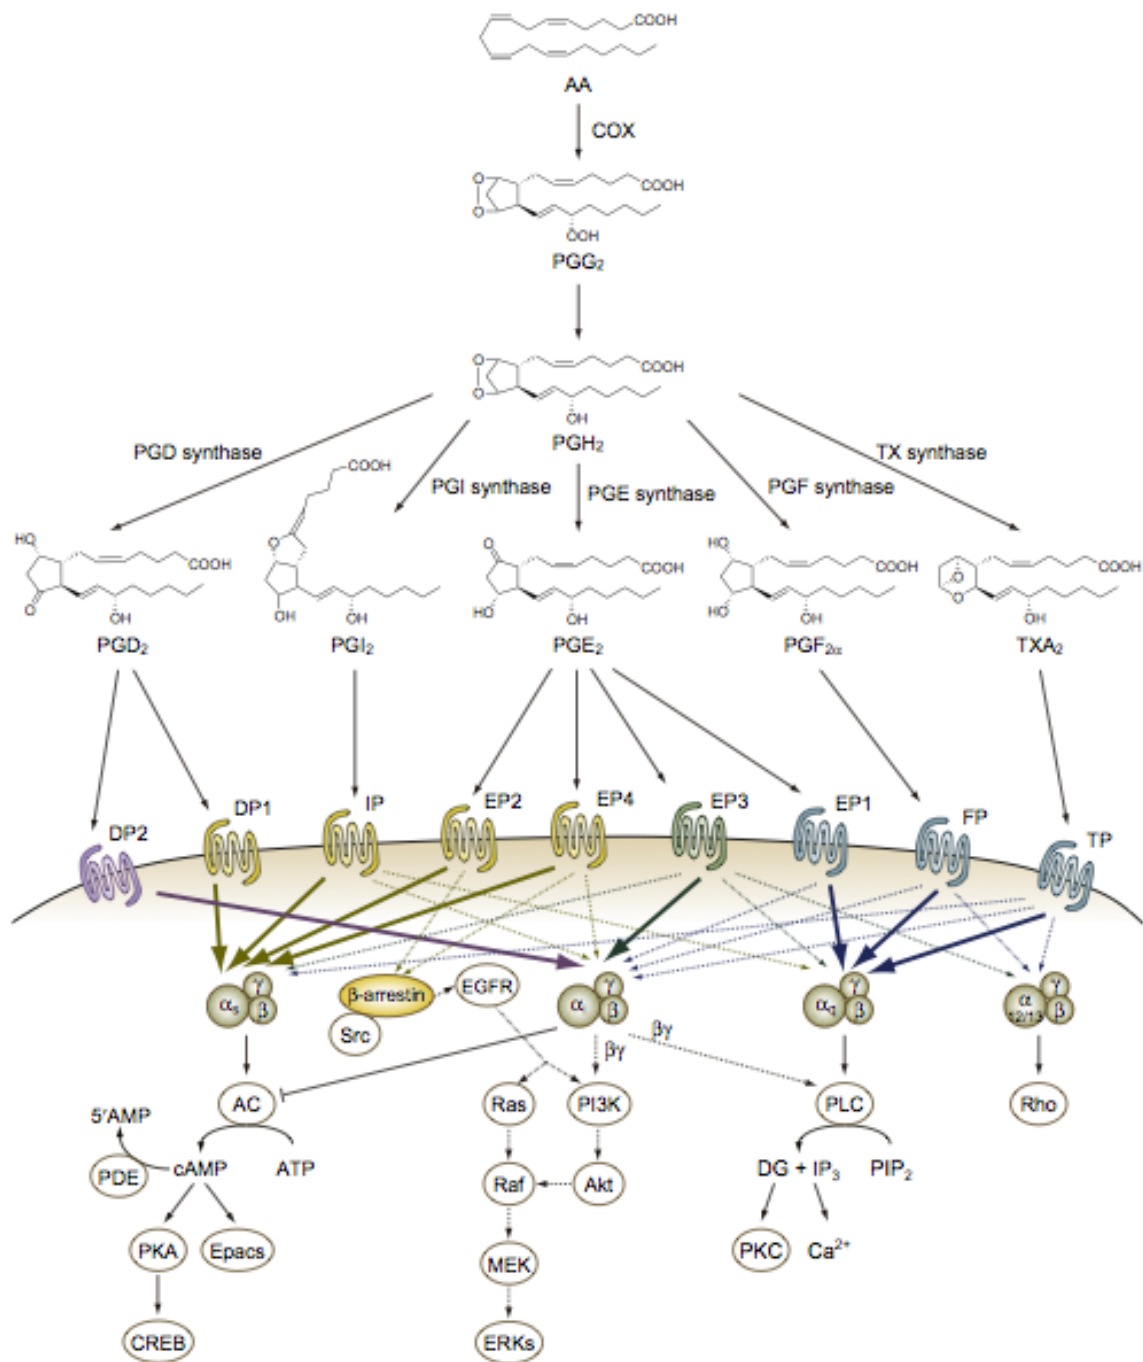 COOH
AA
COX
O
O
COOH
OOH
PGG2
O
O
COOH
OH
PGH2
PGD synthase
PGI synthase
PGE synthase
PGF synthase
TX synthase
HO
COOH
O
OH
PGD2
COOH
O
OH
OH
PGI2
O
COOH
HO
OH
PGE2
HO
COOH
HO
OH
PGF2α
O
O
COOH
OH
TXA2
DP2
DP1
IP
EP2
EP4
EP3
EP1
FP
TP
αs γ β
β-arrestin
EGFR
Src
αi γ β
αq γ β
α 12/13 γ β
βγ
βγ
AC
Ras
PI3K
PLC
Rho
5'AMP
PDE
cAMP
ATP
Raf
Akt
DG + IP3
PIP2
PKA
Epacs
MEK
PKC
Ca2+
CREB
ERKs